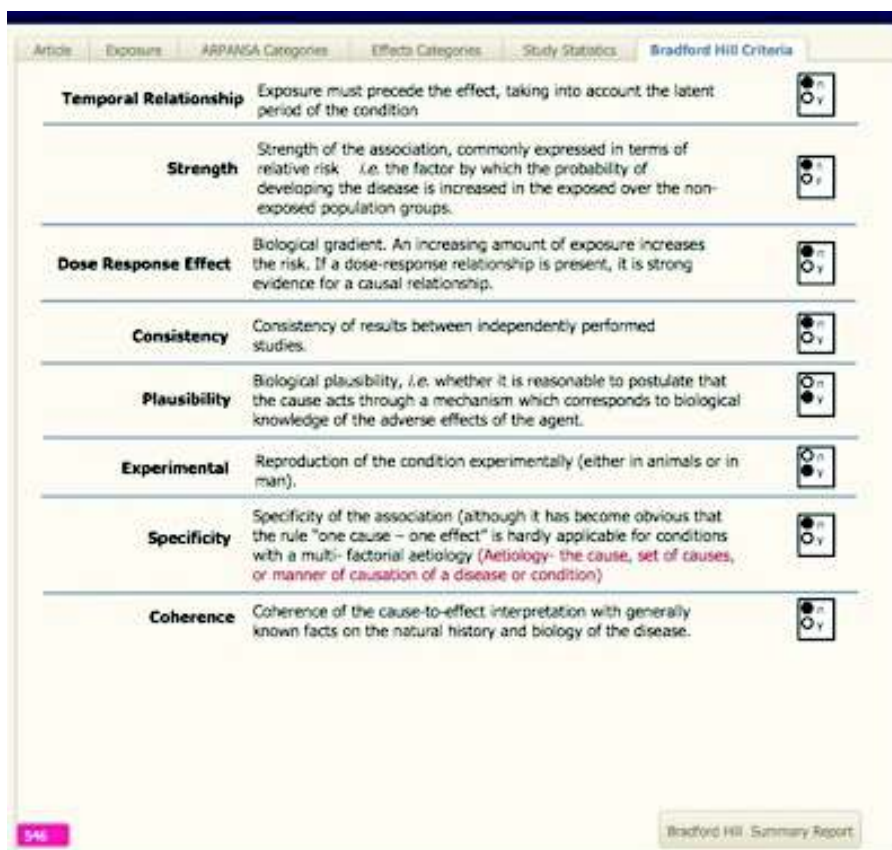 Article Exposure ARPANSA Categories Effects Categories Study Statistics Bradford Hill Criteria
Temporal Relationship Exposure must precede the effect, taking into account the latent
period of the condition
n
y
Strength of the association, commonly expressed in terms of
Strength relative risk i.e. the factor by which the probability of
developing the disease is increased in the exposed over the non-
exposed population groups.
n
y
Biological gradient. An increasing amount of exposure increases
Dose Response Effect the risk. If a dose-response relationship is present, it is strong
evidence for a causal relationship.
n
y
Consistency Consistency of results between independently performed
studies.
n
y
Biological plausibility, i.e. whether it is reasonable to postulate that
Plausibility the cause acts through a mechanism which corresponds to biological
knowledge of the adverse effects of the agent.
n
y
Experimental Reproduction of the condition experimentally (either in animals or in
man).
n
y
Specificity of the association (although it has become obvious that
Specificity the rule "one cause – one effect" is hardly applicable for conditions
with a multi- factorial aetiology (Aetiology- the cause, set of causes,
or manner of causation of a disease or condition)
n
y
Coherence Coherence of the cause-to-effect interpretation with generally
known facts on the natural history and biology of the disease.
n
y
546 Bradford Hill Summary Report